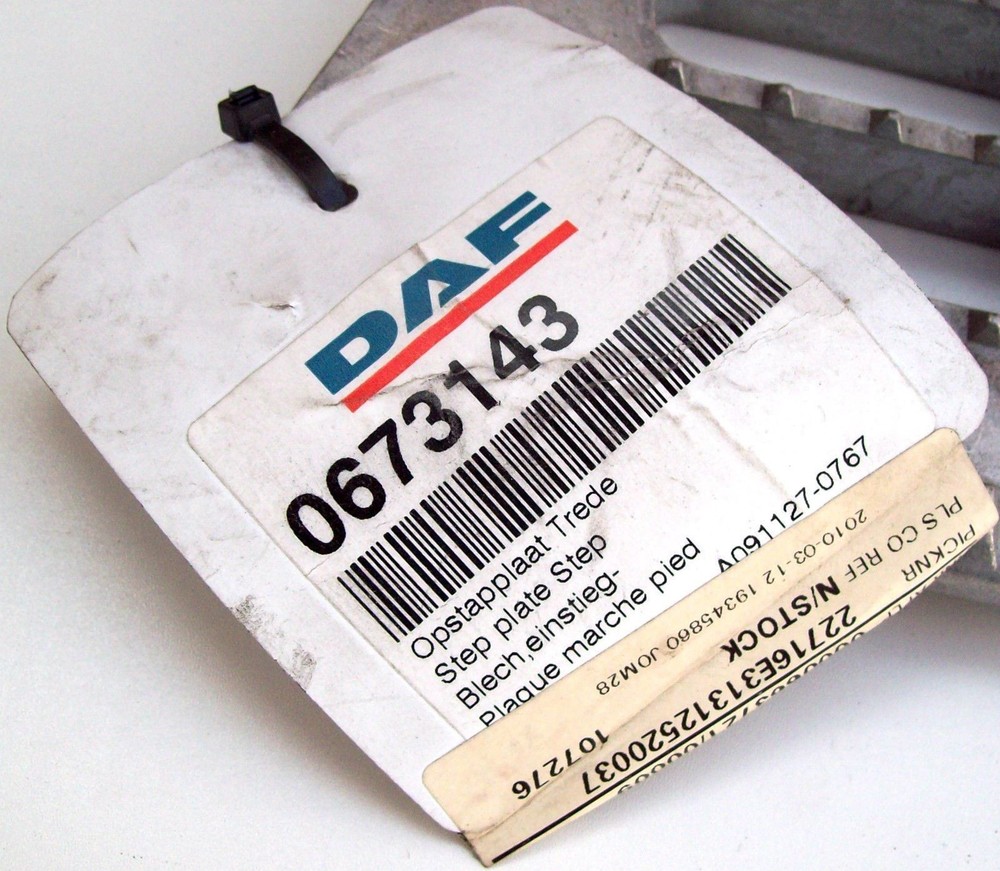 DAF
0673143
Opstapplaat Trede
Step plate Step
Blech,einstieg-
Plaque marche pied
A091127-0767
PICKNR
PLS CO REF
2010-03-12 19345860 JOM28
N/STOCK
22716E31312520037
107276